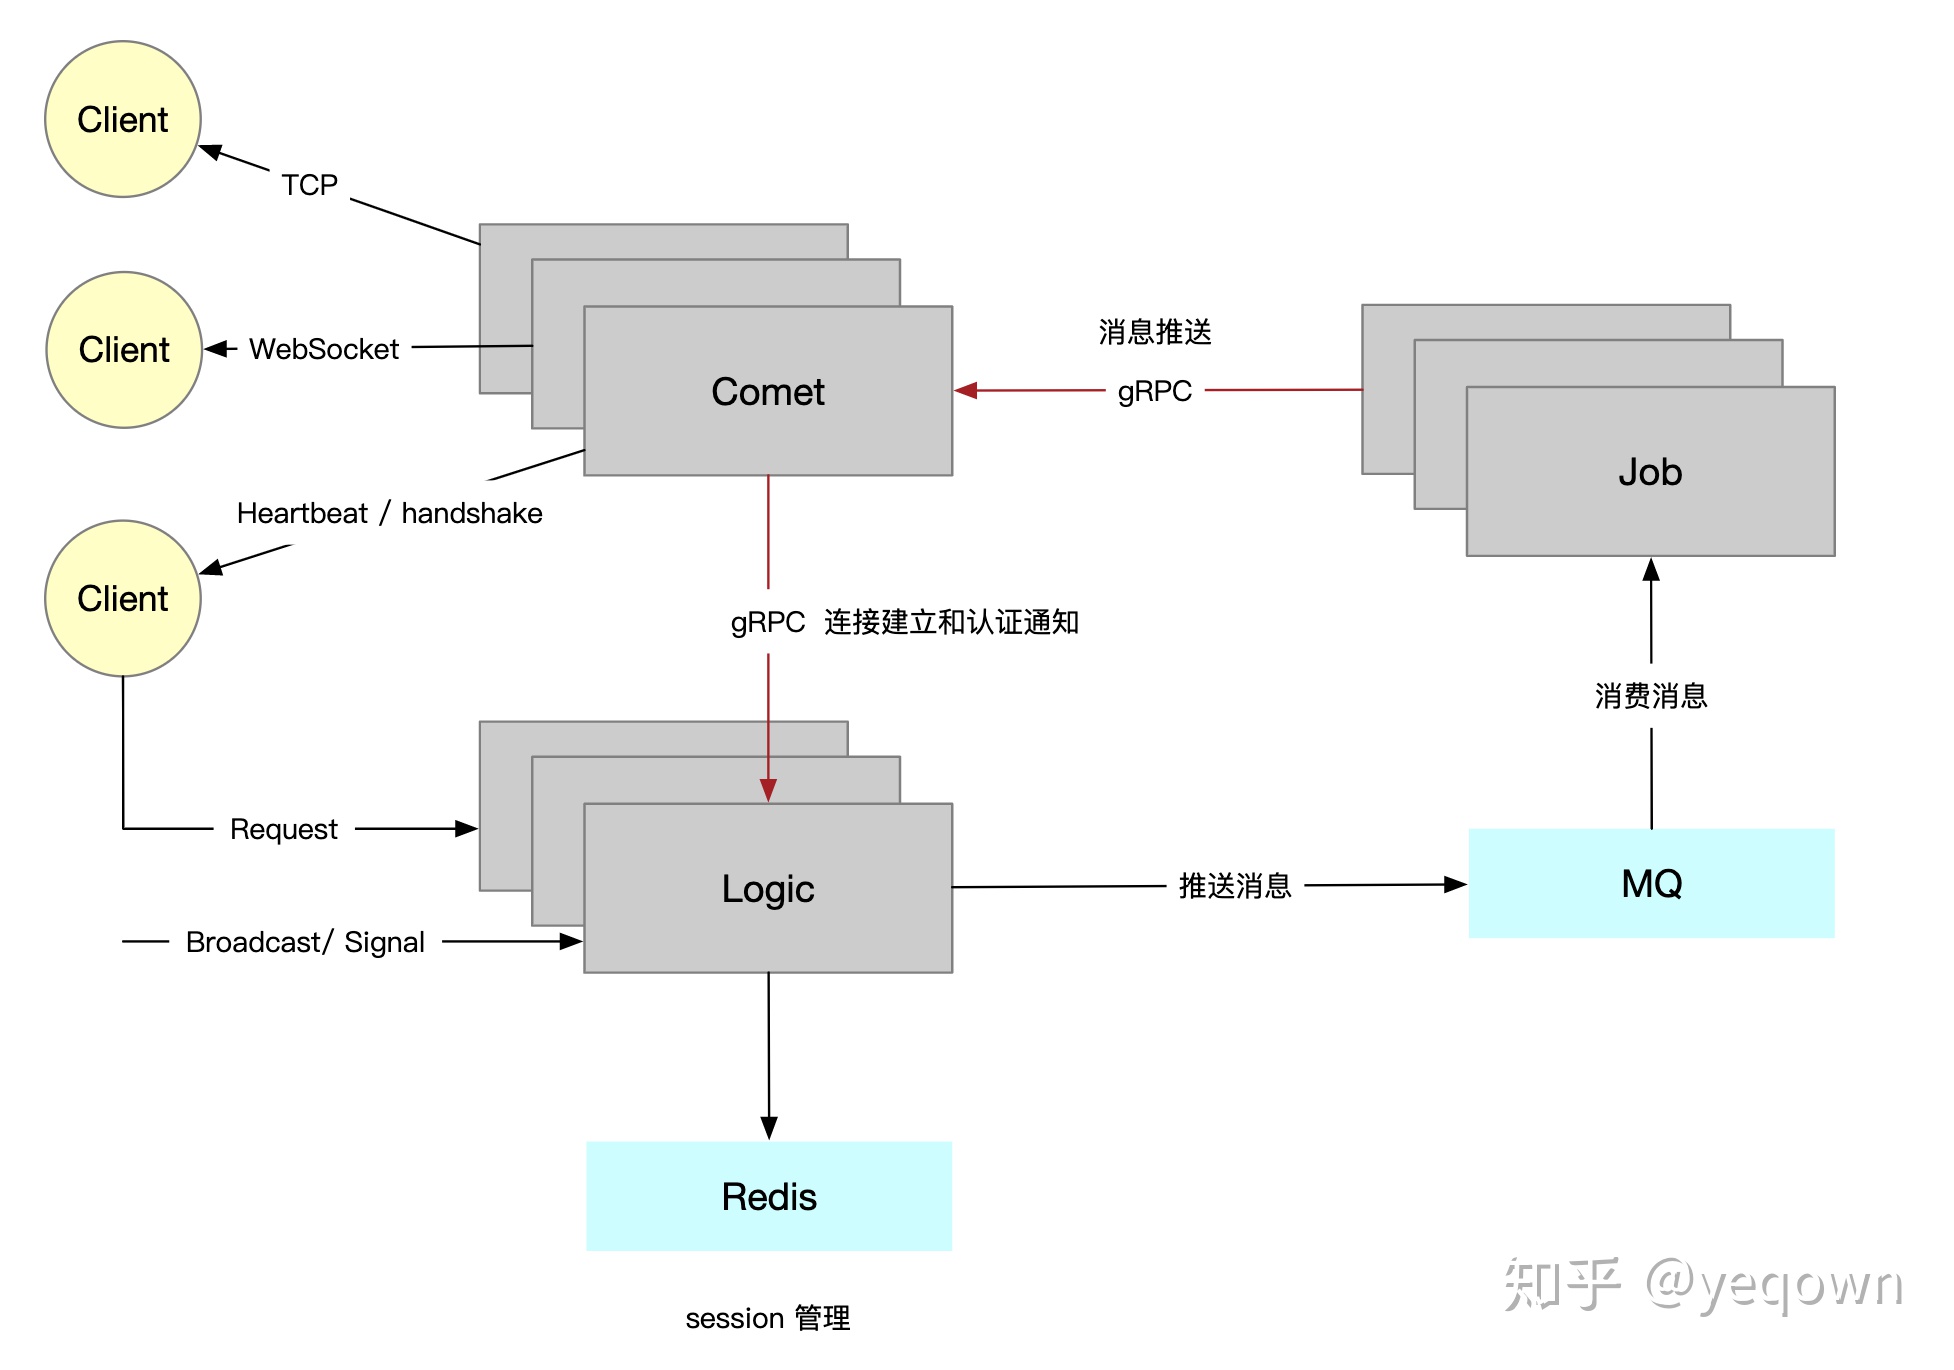 Client
TCP
Client
WebSocket
Comet
消息推送
gRPC
Job
Heartbeat / handshake
Client
gRPC 连接建立和认证通知
消费消息
Request
Logic
推送消息
MQ
Broadcast/ Signal
Redis
session 管理
知乎 @yeqown